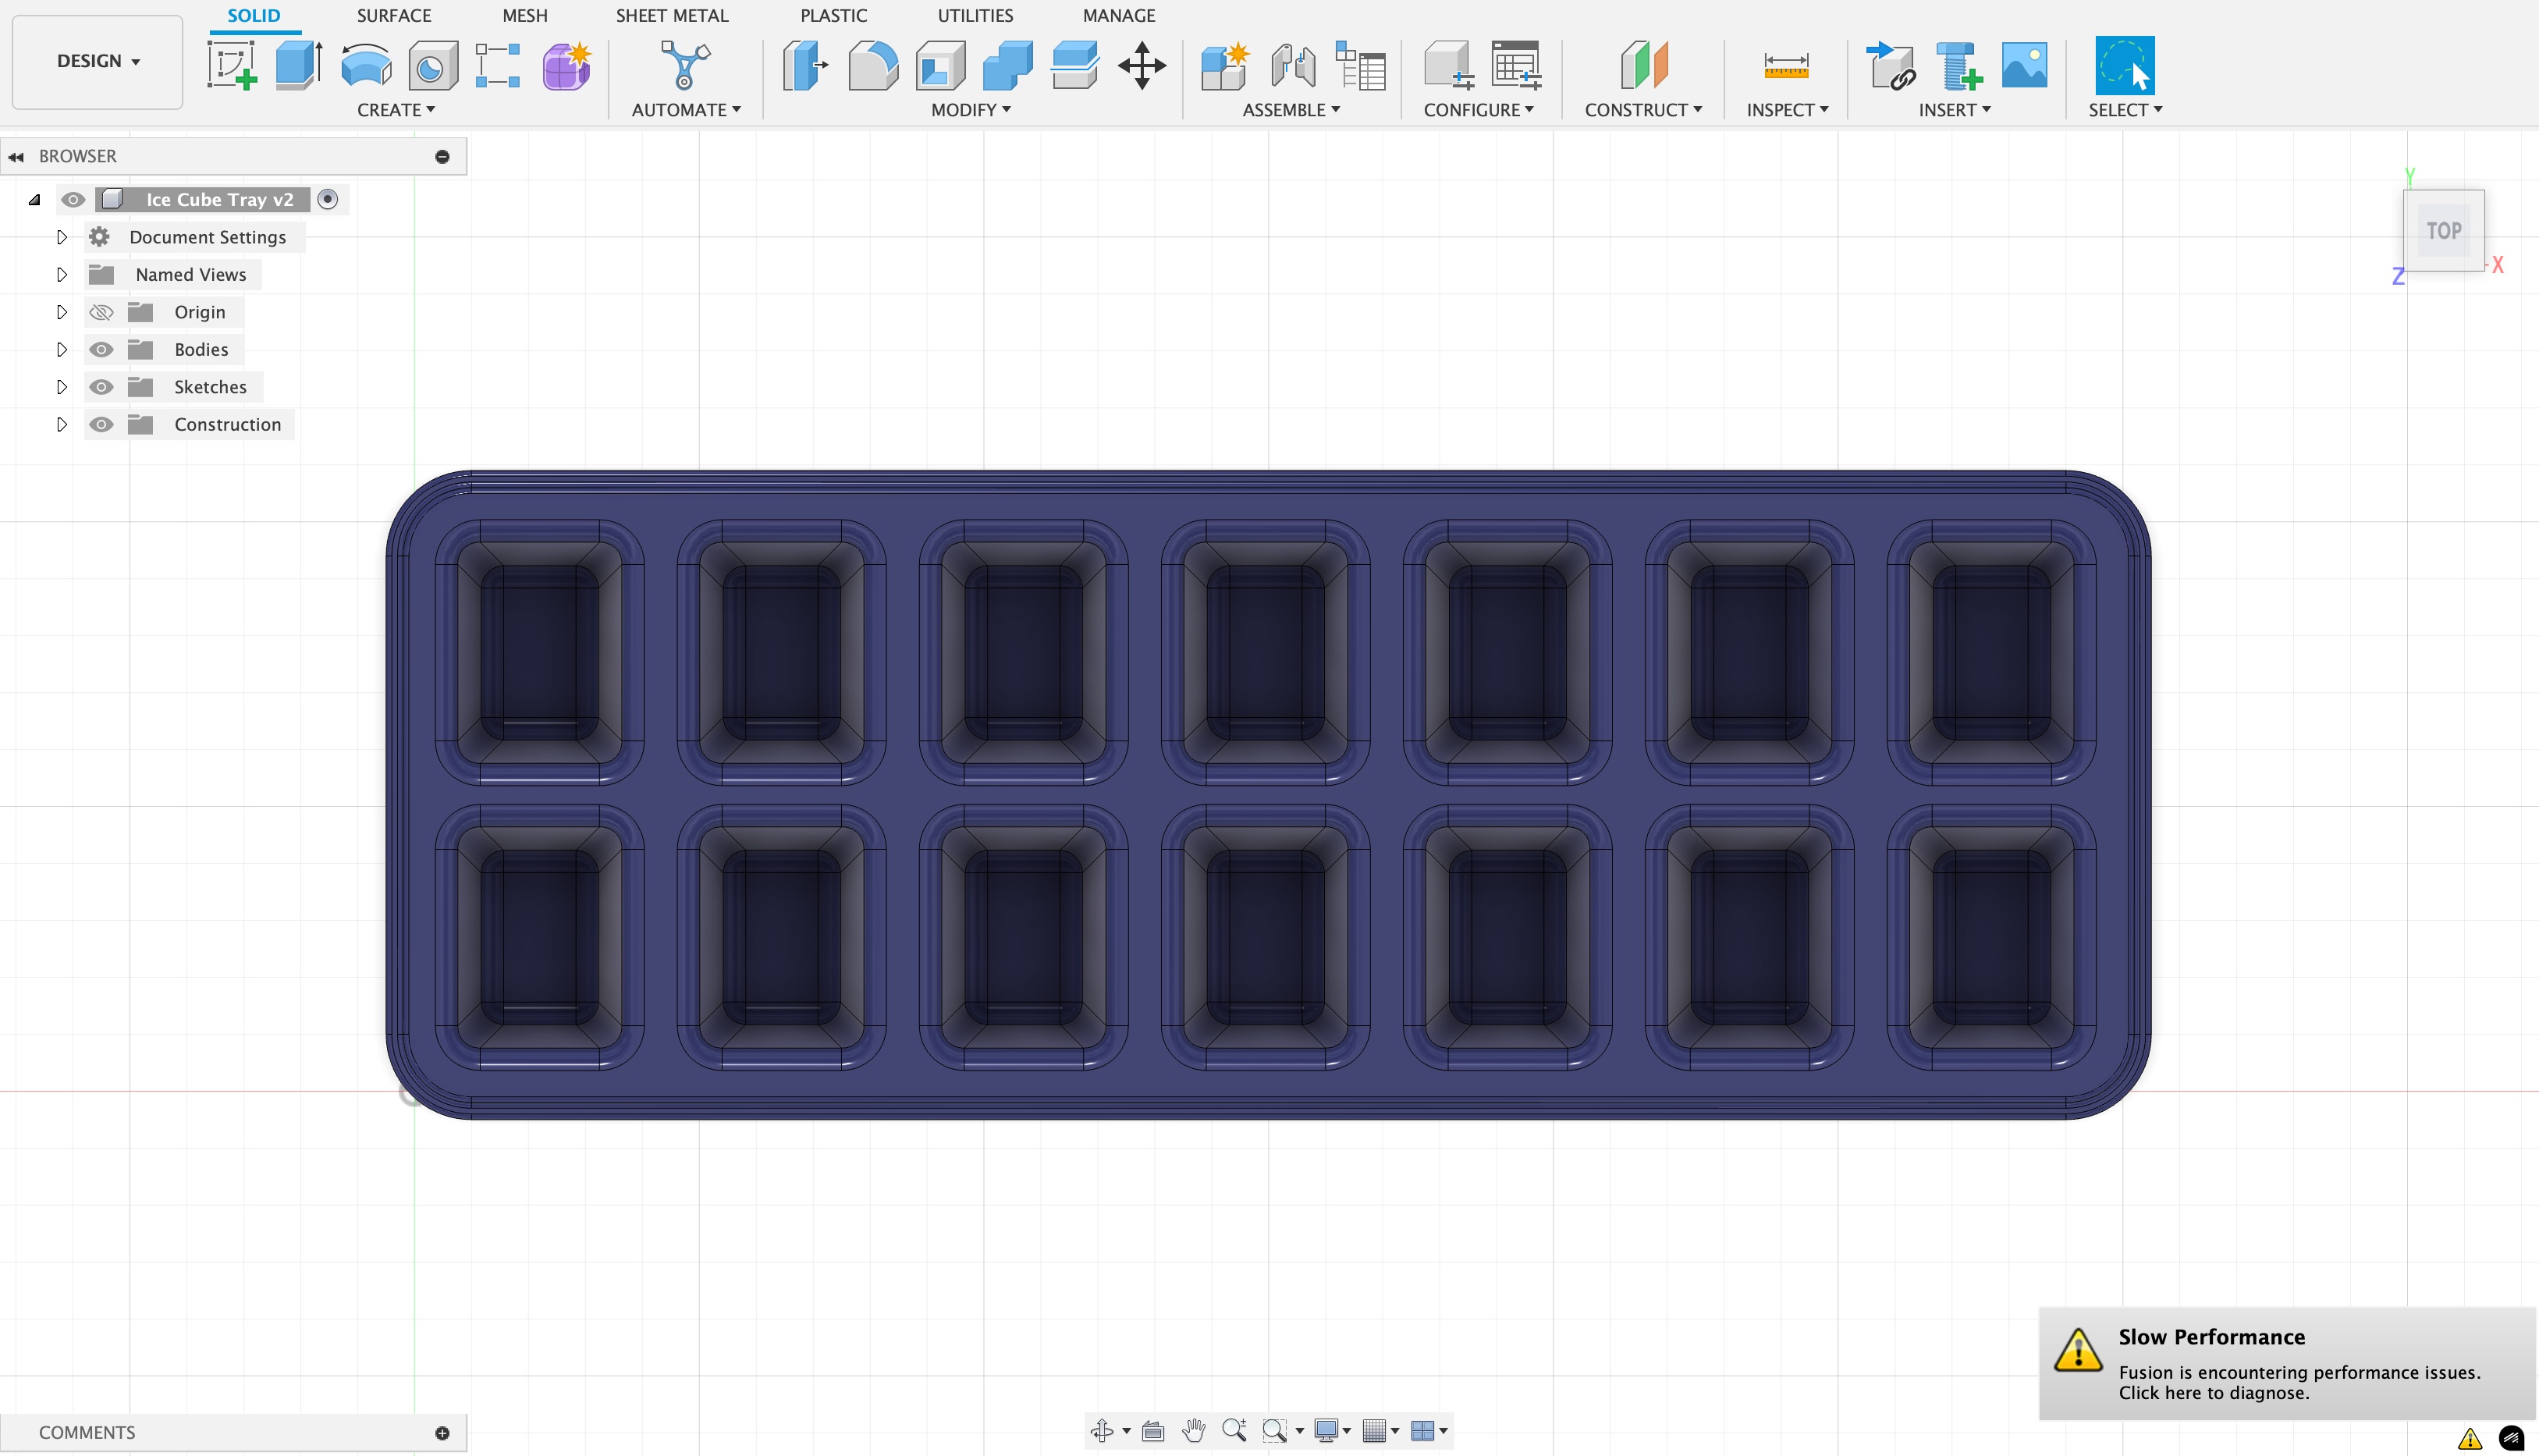 SOLID
SURFACE
MESH
SHEET METAL
PLASTIC
UTILITIES
MANAGE
DESIGN
CREATE
AUTOMATE
MODIFY
ASSEMBLE
CONFIGURE
CONSTRUCT
INSPECT
INSERT
SELECT
BROWSER
Ice Cube Tray v2
Document Settings
Named Views
Origin
Bodies
Sketches
Construction
Y
TOP
X
Z
Slow Performance
Fusion is encountering performance issues.
Click here to diagnose.
COMMENTS